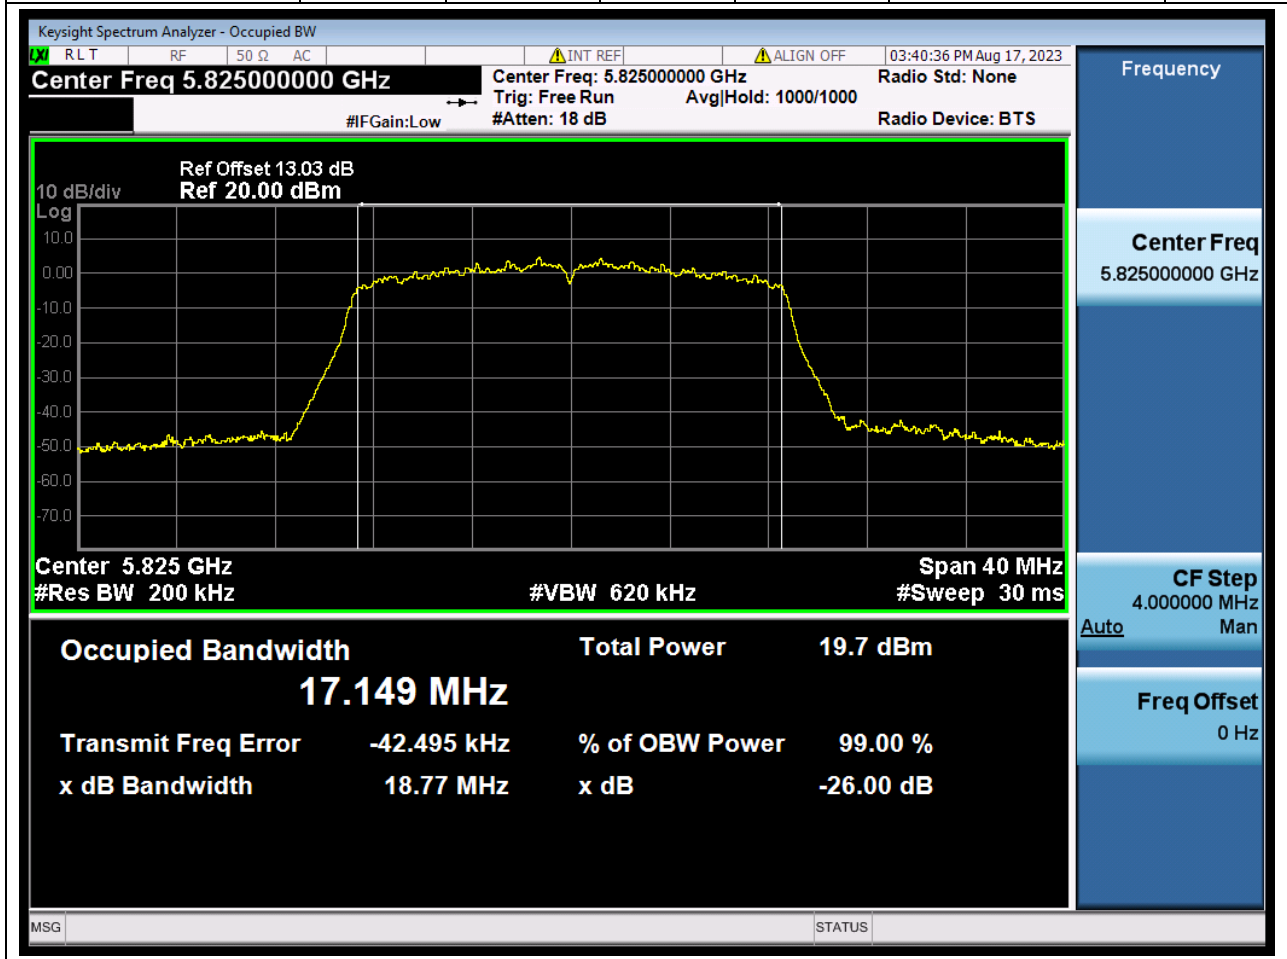 Keysight Spectrum Analyzer - Occupied BW
LXI RLT RF 50 Ω AC INT REF ALIGN OFF 03:40:36 PM Aug 17, 2023
Center Freq 5.825000000 GHz
Center Freq: 5.825000000 GHz Radio Std: None
Trig: Free Run Avg|Hold: 1000/1000
#IFGain:Low #Atten: 18 dB Radio Device: BTS
Ref Offset 13.03 dB
10 dB/div Ref 20.00 dBm
Log
10.0
0.00
-10.0
-20.0
-30.0
-40.0
-50.0
-60.0
-70.0
Center 5.825 GHz Span 40 MHz
#Res BW 200 kHz #VBW 620 kHz #Sweep 30 ms
Occupied Bandwidth Total Power 19.7 dBm
17.149 MHz
Transmit Freq Error -42.495 kHz % of OBW Power 99.00 %
x dB Bandwidth 18.77 MHz x dB -26.00 dB
MSG STATUS
Frequency
Center Freq
5.825000000 GHz
CF Step
4.000000 MHz
Auto Man
Freq Offset
0 Hz